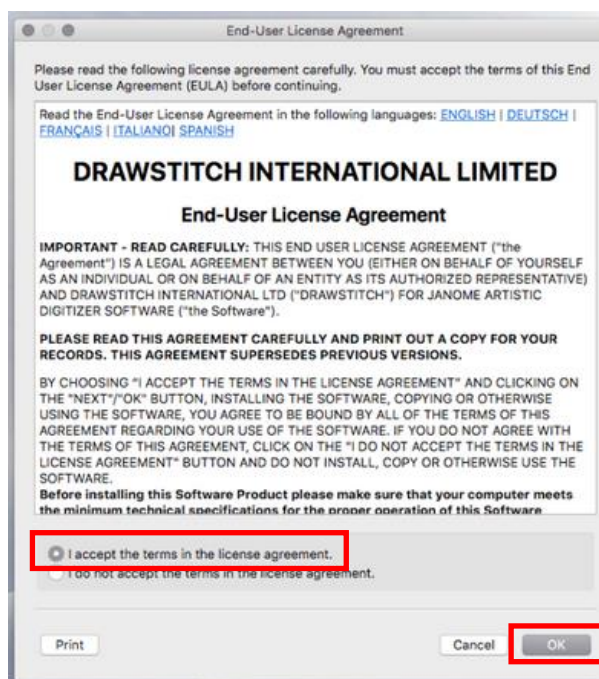 End-User License Agreement
Please read the following license agreement carefully. You must accept the terms of this End
User License Agreement (EULA) before continuing.
Read the End-User License Agreement in the following languages: ENGLISH | DEUTSCH |
FRANÇAIS | ITALIANO| SPANISH
DRAWSTITCH INTERNATIONAL LIMITED
End-User License Agreement
IMPORTANT - READ CAREFULLY: THIS END USER LICENSE AGREEMENT ("the
Agreement") IS A LEGAL AGREEMENT BETWEEN YOU (EITHER ON BEHALF OF YOURSELF
AS AN INDIVIDUAL OR ON BEHALF OF AN ENTITY AS ITS AUTHORIZED REPRESENTATIVE)
AND DRAWSTITCH INTERNATIONAL LTD ("DRAWSTITCH") FOR JANOME ARTISTIC
DIGITIZER SOFTWARE ("the Software").
PLEASE READ THIS AGREEMENT CAREFULLY AND PRINT OUT A COPY FOR YOUR
RECORDS. THIS AGREEMENT SUPERSEDES PREVIOUS VERSIONS.
BY CHOOSING "I ACCEPT THE TERMS IN THE LICENSE AGREEMENT" AND CLICKING ON
THE "NEXT"/"OK" BUTTON, INSTALLING THE SOFTWARE, COPYING OR OTHERWISE
USING THE SOFTWARE, YOU AGREE TO BE BOUND BY ALL OF THE TERMS OF THIS
AGREEMENT REGARDING YOUR USE OF THE SOFTWARE. IF YOU DO NOT AGREE WITH
THE TERMS OF THIS AGREEMENT, CLICK ON THE "I DO NOT ACCEPT THE TERMS IN THE
LICENSE AGREEMENT" BUTTON AND DO NOT INSTALL, COPY OR OTHERWISE USE THE
SOFTWARE.
Before installing this Software Product please make sure that your computer meets
the minimum technical specifications for the proper operation of this Software
I accept the terms in the license agreement.
I do not accept the terms in the license agreement.
Print
Cancel
OK